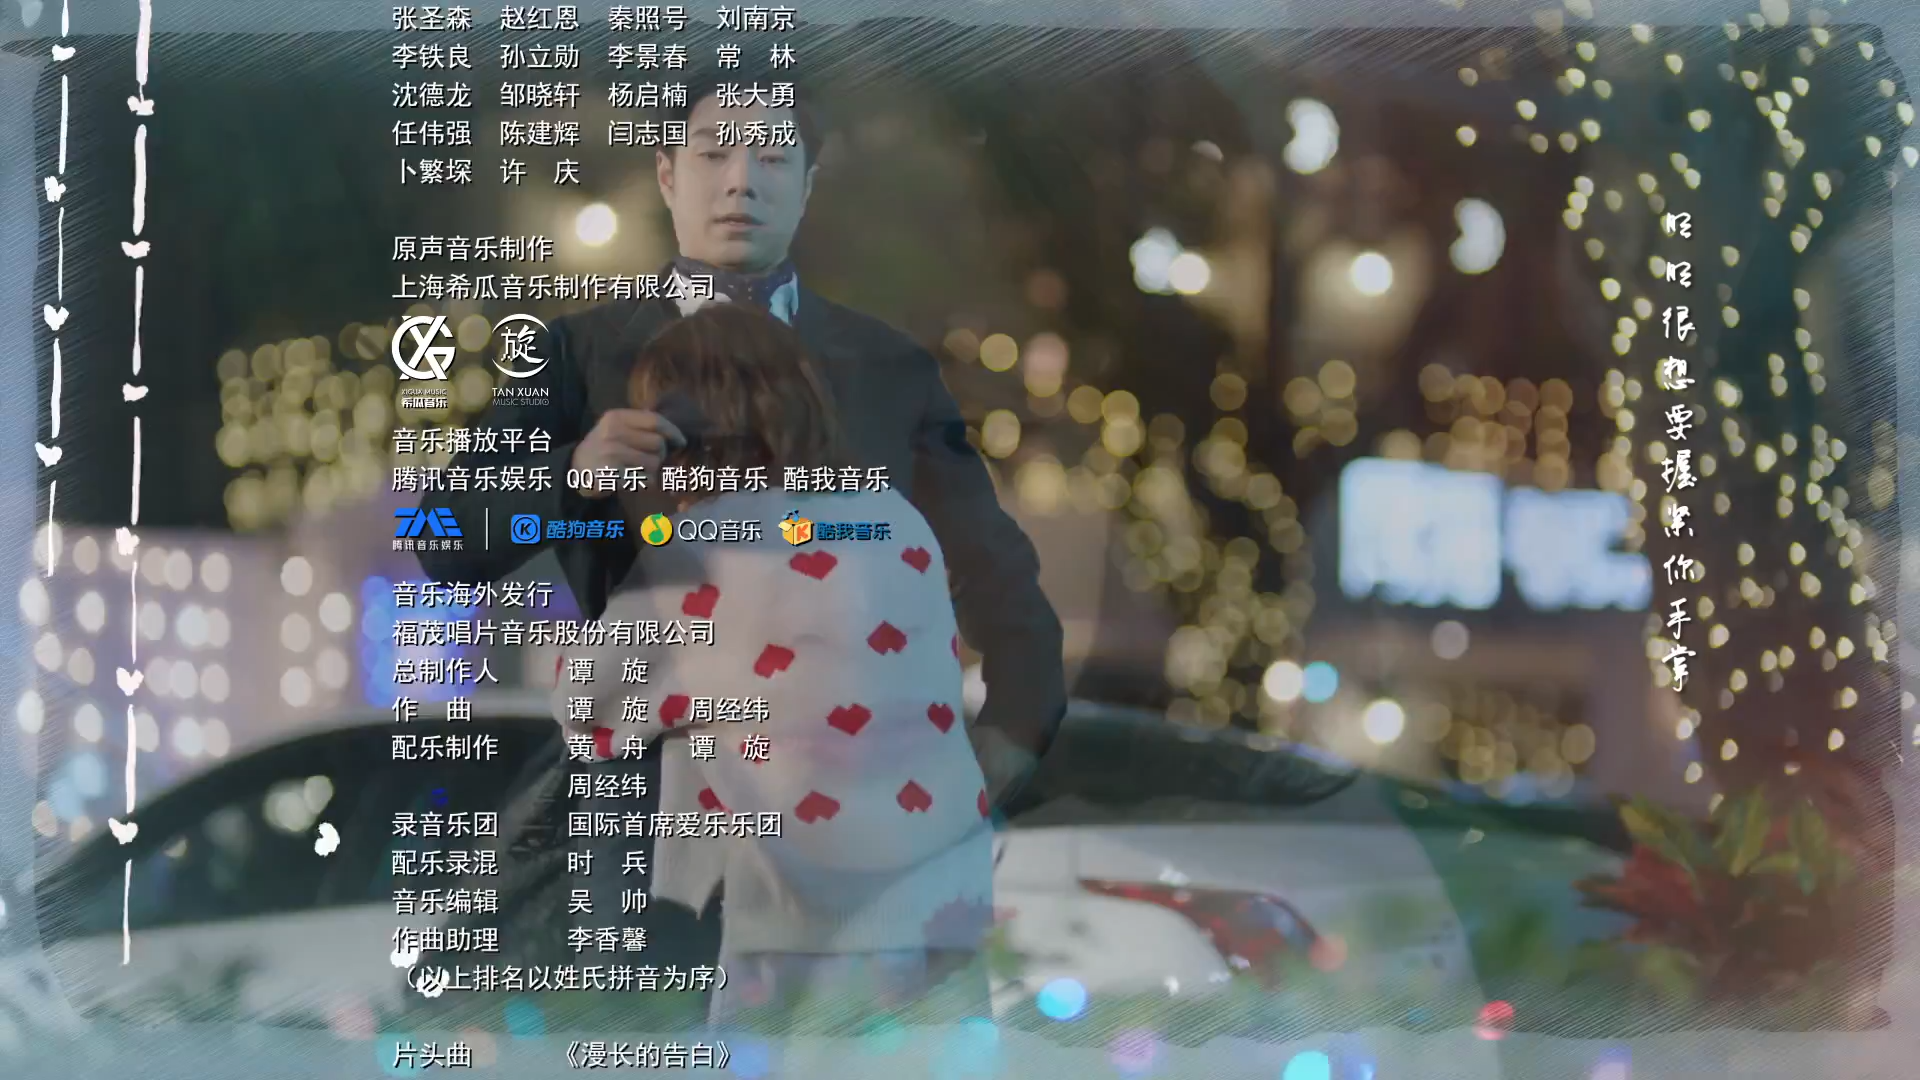 张圣森 赵红恩 秦照号 刘南京
李铁良 孙立勋 李景春 常 林
沈德龙 邹晓轩 杨启楠 张大勇
任伟强 陈建辉 闫志国 孙秀成
卜繁堔 许 庆
原声音乐制作
上海希瓜音乐制作有限公司
XIGUA MUSIC
希瓜音乐
旋
TAN XUAN
MUSIC STUDIO
音乐播放平台
腾讯音乐娱乐 QQ音乐 酷狗音乐 酷我音乐
TME
腾讯音乐娱乐
K 酷狗音乐 QQ音乐 K 酷我音乐
音乐海外发行
福茂唱片音乐股份有限公司
总制作人 谭 旋
作 曲 谭 旋 周经纬
配乐制作 黄 舟 谭 旋
周经纬
录音乐团 国际首席爱乐乐团
配乐录混 时 兵
音乐编辑 吴 帅
作曲助理 李香馨
（以上排名以姓氏拼音为序）
片头曲 《漫长的告白》
明明很想要握紧你手掌